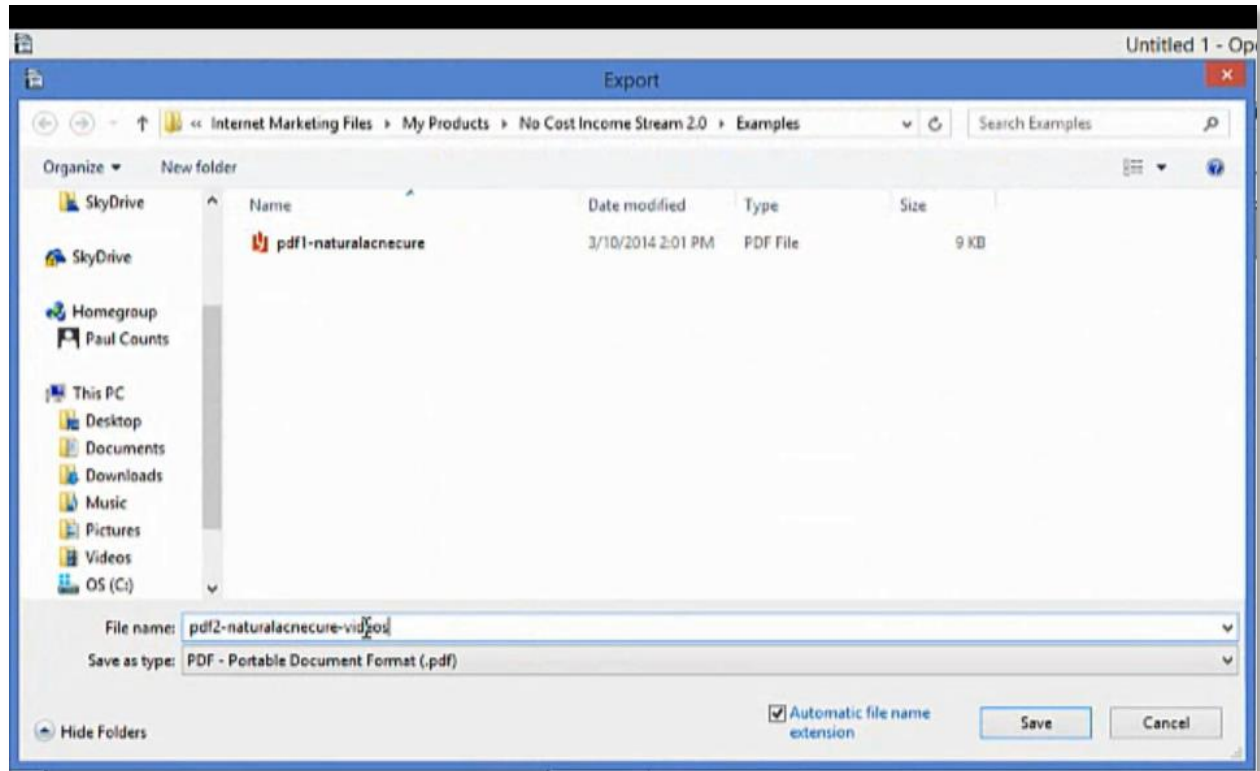 Untitled 1 - Op
Export
« Internet Marketing Files My Products No Cost Income Stream 2.0 Examples Search Examples
Organize New folder
SkyDrive
Name Date modified Type Size
pdf1-naturalacnecure 3/10/2014 2:01 PM PDF File 9 KB
SkyDrive
Homegroup
Paul Counts
This PC
Desktop
Documents
Downloads
Music
Pictures
Videos
OS (C:)
File name: pdf2-naturalacnecure-videos
Save as type: PDF - Portable Document Format (.pdf)
Automatic file name
extension
Save Cancel
Hide Folders